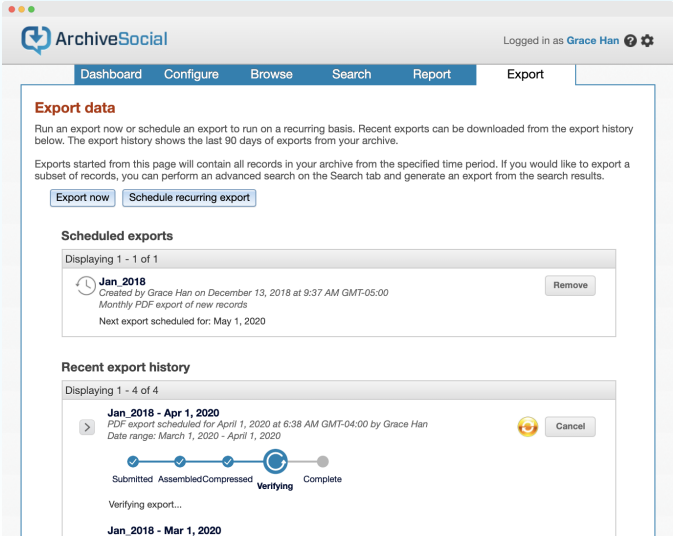 ArchiveSocial
Logged in as Grace Han
Dashboard Configure Browse Search Report Export
Export data
Run an export now or schedule an export to run on a recurring basis. Recent exports can be downloaded from the export history
below. The export history shows the last 90 days of exports from your archive.
Exports started from this page will contain all records in your archive from the specified time period. If you would like to export a
subset of records, you can perform an advanced search on the Search tab and generate an export from the search results.
Export now Schedule recurring export
Scheduled exports
Displaying 1 - 1 of 1
Jan_2018
Created by Grace Han on December 13, 2018 at 9:37 AM GMT-05:00
Monthly PDF export of new records
Remove
Next export scheduled for: May 1, 2020
Recent export history
Displaying 1 - 4 of 4
Jan_2018 - Apr 1, 2020
PDF export scheduled for April 1, 2020 at 6:38 AM GMT-04:00 by Grace Han
Date range: March 1, 2020 - April 1, 2020
Cancel
Submitted Assembled Compressed Verifying Complete
Verifying export...
Jan_2018 - Mar 1, 2020